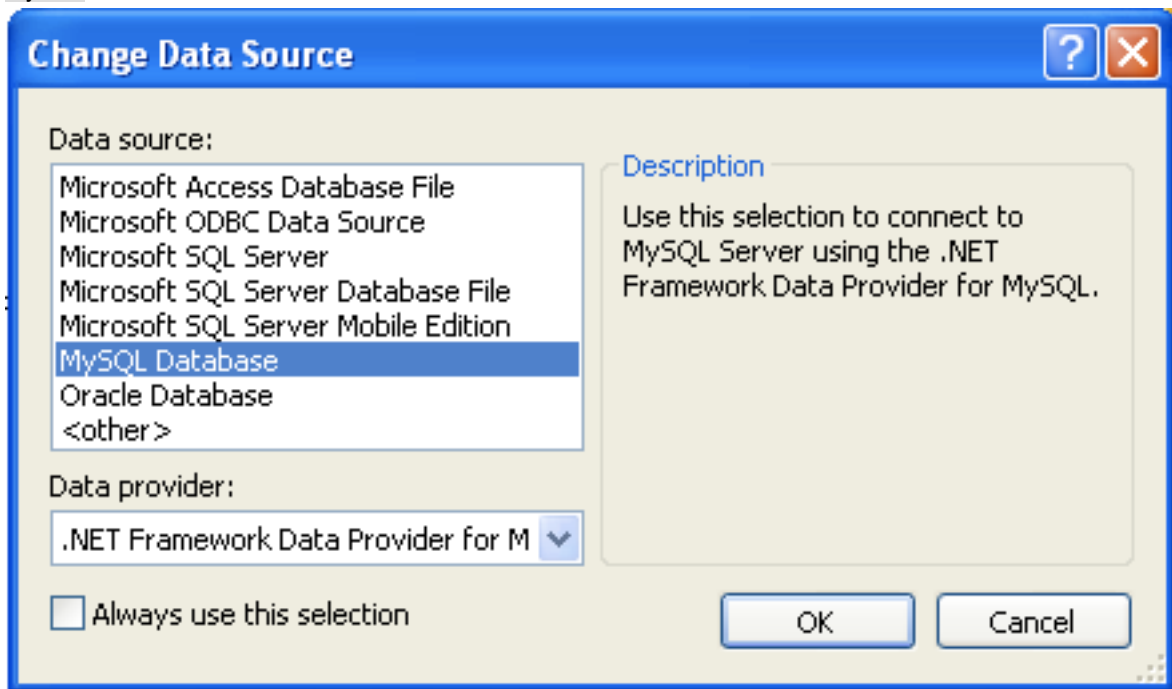 Change Data Source
Data source:
Microsoft Access Database File
Microsoft ODBC Data Source
Microsoft SQL Server
Microsoft SQL Server Database File
Microsoft SQL Server Mobile Edition
MySQL Database
Oracle Database
<other>
Data provider:
.NET Framework Data Provider for M
Always use this selection
Description
Use this selection to connect to
MySQL Server using the .NET
Framework Data Provider for MySQL.
OK
Cancel